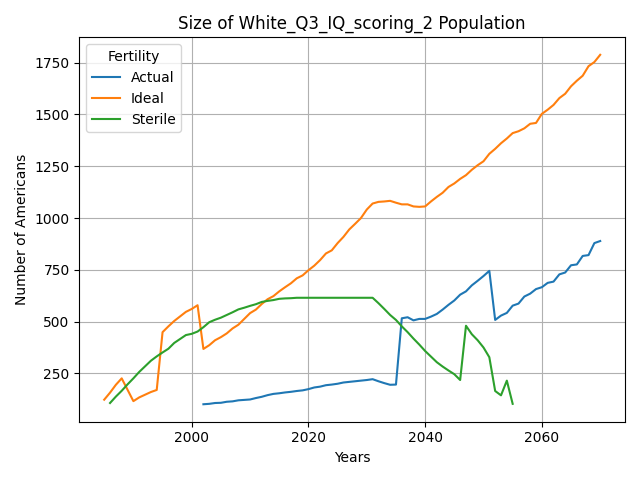 Size of White_Q3_IQ_scoring_2 Population
Fertility
Actual
Ideal
Sterile
Number of Americans
1750
1500
1250
1000
750
500
250
2000 2020 2040 2060
Years